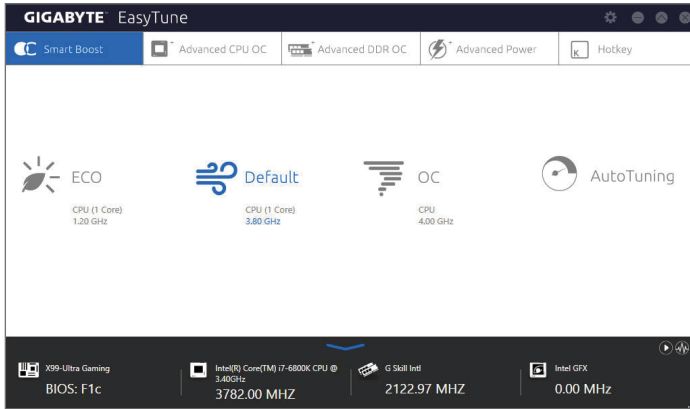 GIGABYTE™ EasyTune
Smart Boost
Advanced CPU OC
Advanced DDR OC
Advanced Power
K
Hotkey
ECO
CPU (1 Core)
1.20 GHz
Default
CPU (1 Core)
3.80 GHz
OC
CPU
4.00 GHz
AutoTuning
X99-Ultra Gaming
BIOS: F1c
Intel(R) Core(TM) i7-6800K CPU @
3.40GHz
3782.00 MHZ
G Skill Intl
2122.97 MHZ
Intel GFX
0.00 MHz